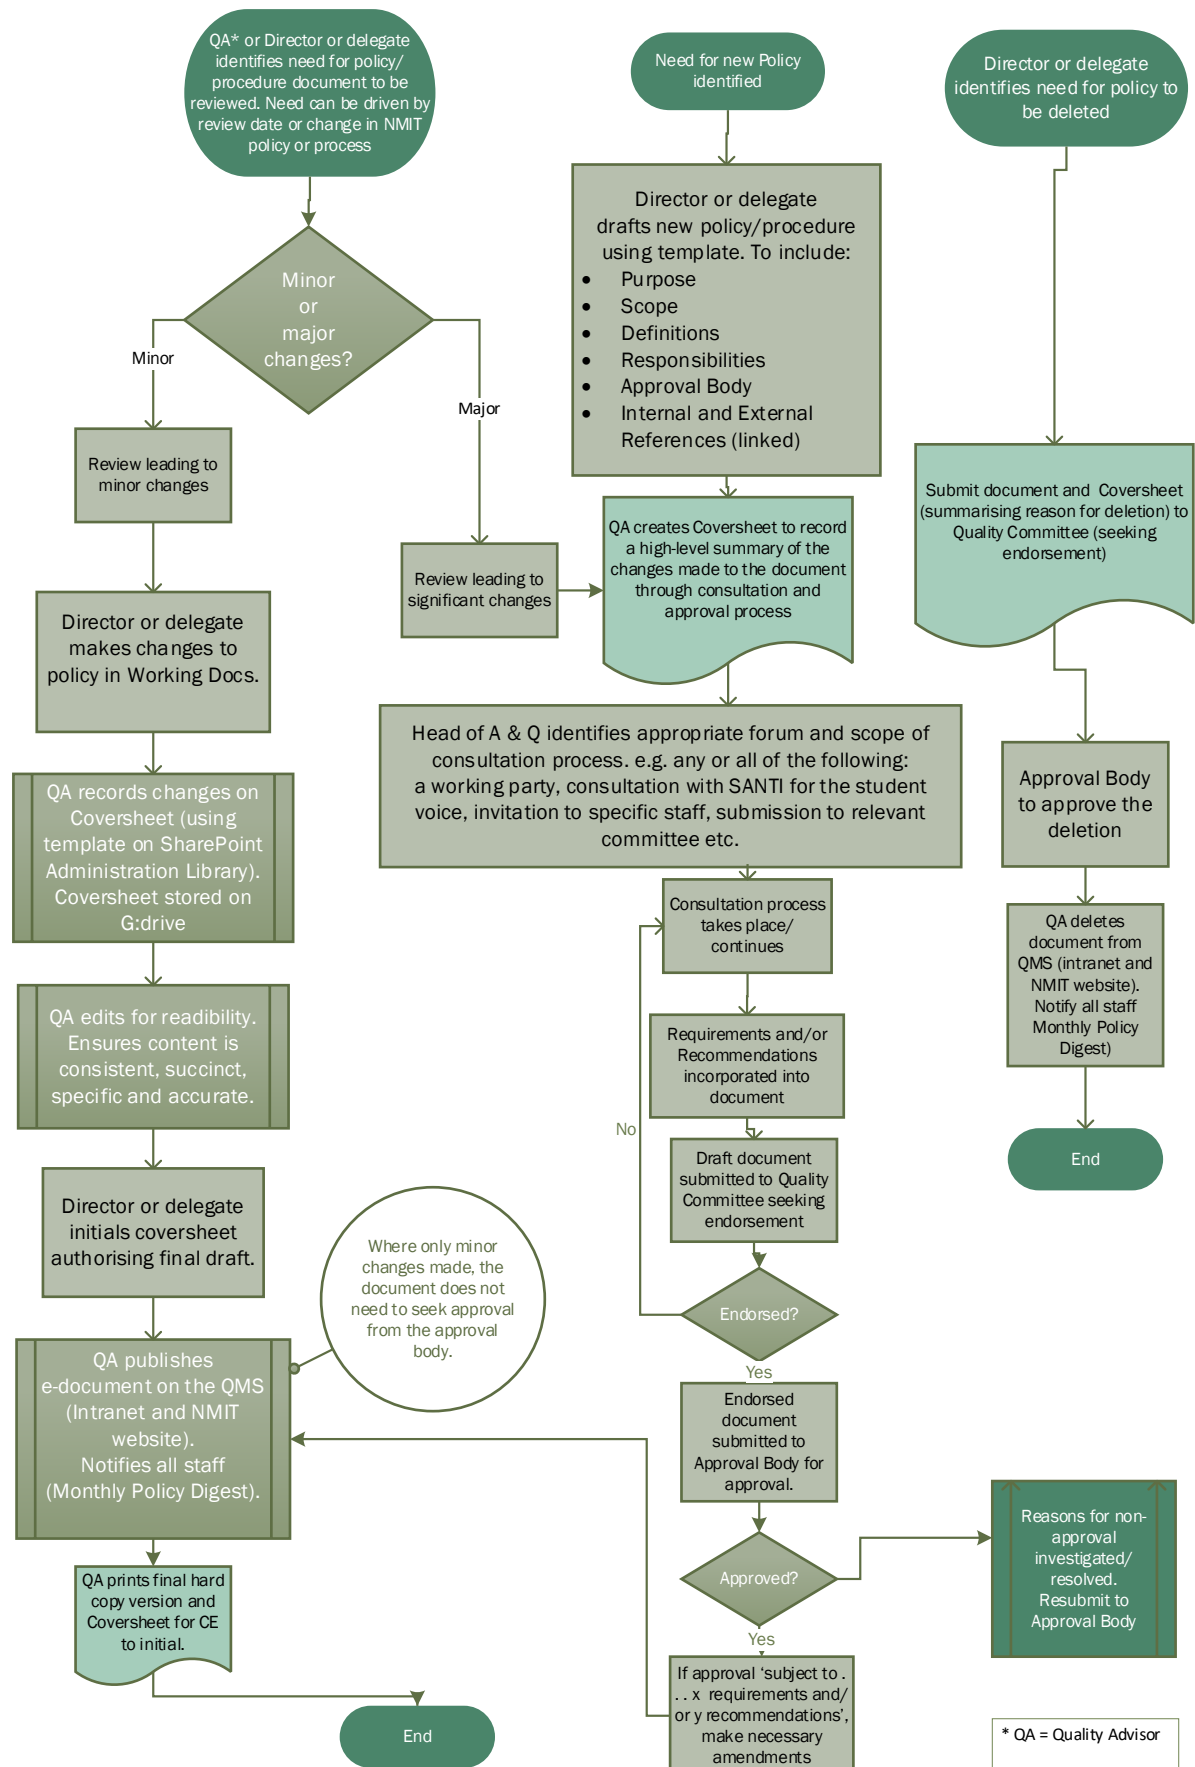 QA* or Director or delegate
identifies need for policy/
procedure document to be
reviewed. Need can be driven by
review date or change in NMIT
policy or process
Need for new Policy
identified
Director or delegate
identifies need for policy to
be deleted
Minor
or
major
changes?
Minor
Major
Director or delegate
drafts new policy/procedure
using template. To include:
• Purpose
• Scope
• Definitions
• Responsibilities
• Approval Body
• Internal and External
References (linked)
Review leading to
minor changes
Review leading to
significant changes
QA creates Coversheet to record
a high-level summary of the
changes made to the document
through consultation and
approval process
Submit document and Coversheet
(summarising reason for deletion) to
Quality Committee (seeking
endorsement)
Director or delegate
makes changes to
policy in Working Docs.
Head of A & Q identifies appropriate forum and scope of
consultation process. e.g. any or all of the following:
a working party, consultation with SANTI for the student
voice, invitation to specific staff, submission to relevant
committee etc.
Approval Body
to approve the
deletion
QA records changes on
Coversheet (using
template on SharePoint
Administration Library).
Coversheet stored on
G:drive
Consultation process
takes place/
continues
QA deletes
document from
QMS (intranet and
NMIT website).
Notify all staff
Monthly Policy
Digest)
QA edits for readibility.
Ensures content is
consistent, succinct,
specific and accurate.
Requirements and/or
Recommendations
incorporated into
document
No
Draft document
submitted to Quality
Committee seeking
endorsement
End
Director or delegate
initials coversheet
authorising final draft.
Where only minor
changes made, the
document does not
need to seek approval
from the approval
body.
Endorsed?
Yes
QA publishes
e-document on the QMS
(Intranet and NMIT
website).
Notifies all staff
(Monthly Policy Digest).
Endorsed
document
submitted to
Approval Body for
approval.
Reasons for non-
approval
investigated/
resolved.
Resubmit to
Approval Body
Approved?
Yes
QA prints final hard
copy version and
Coversheet for CE
to initial.
If approval ‘subject to .
. . x requirements and/
or y recommendations’,
make necessary
amendments
End
* QA = Quality Advisor